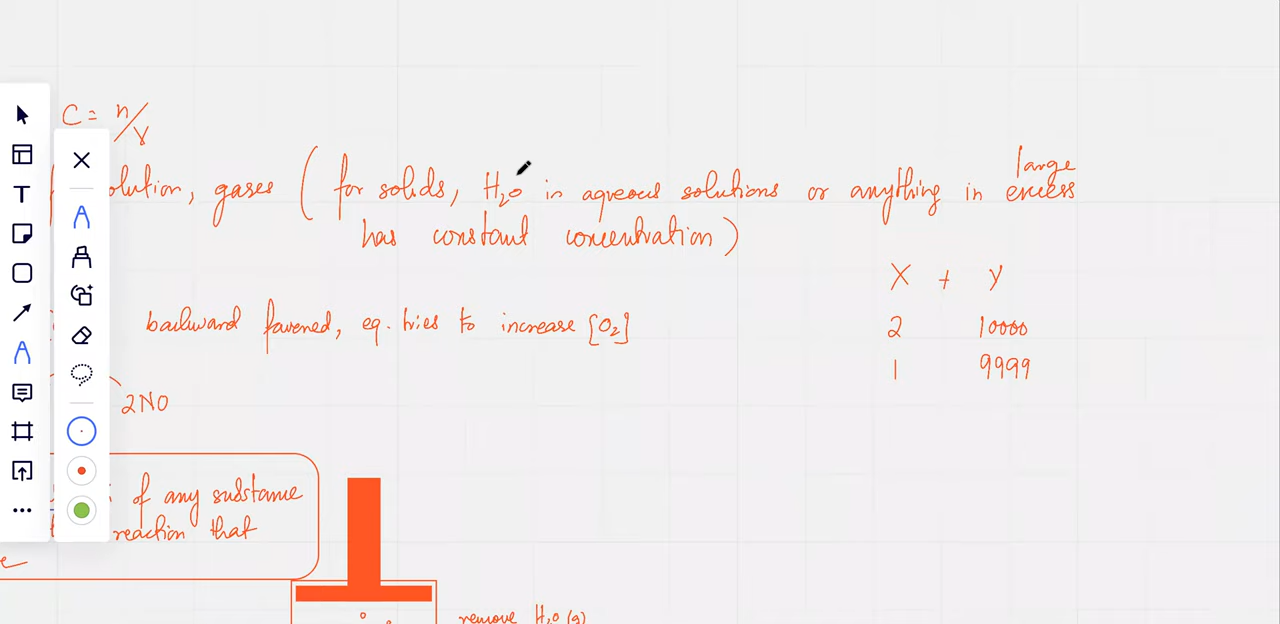 C = n/V
olution, gases ( for solids, H₂O in aqueous solutions or anything in large excess
has constant concentration )
X + Y
2 10000
1 9999
backward favened, eq. tries to increase [O₂]
2NO
of any substance
reaction that
e
remove H₂O (g)
T